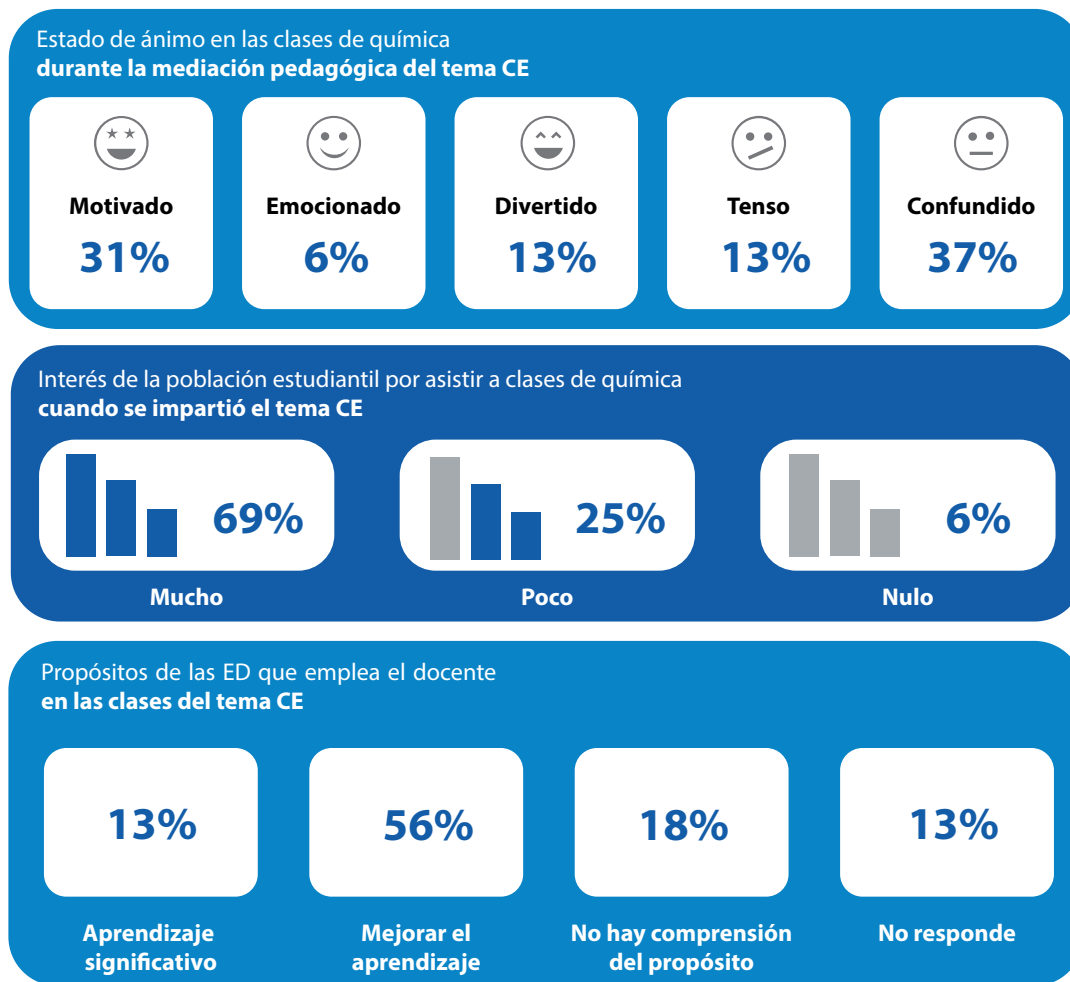 Estado de ánimo en las clases de química
durante la mediación pedagógica del tema CE
Motivado
31%
Emocionado
6%
Divertido
13%
Tenso
13%
Confundido
37%
Interés de la población estudiantil por asistir a clases de química
cuando se impartió el tema CE
69%
Mucho
25%
Poco
6%
Nulo
Propósitos de las ED que emplea el docente
en las clases del tema CE
13%
Aprendizaje
significativo
56%
Mejorar el
aprendizaje
18%
No hay comprensión
del propósito
13%
No responde